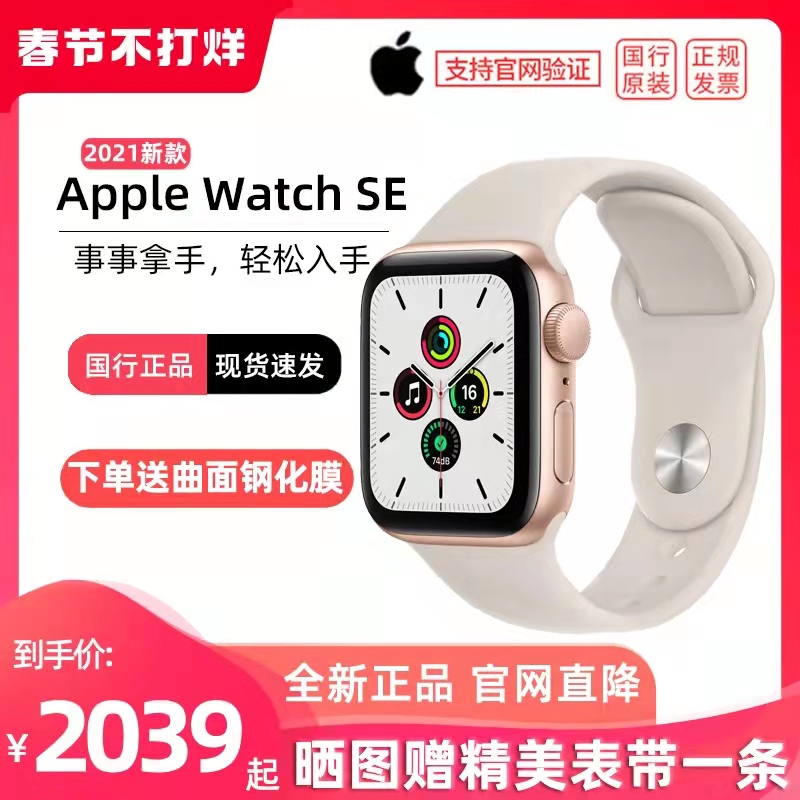 春节不打烊
支持官网验证
国行原装
正规发票
2021新款
Apple Watch SE
事事拿手，轻松入手
国行正品 现货速发
下单送曲面钢化膜
16
12 21
74dB
到手价:
¥2039起
全新正品 官网直降
晒图赠精美表带一条